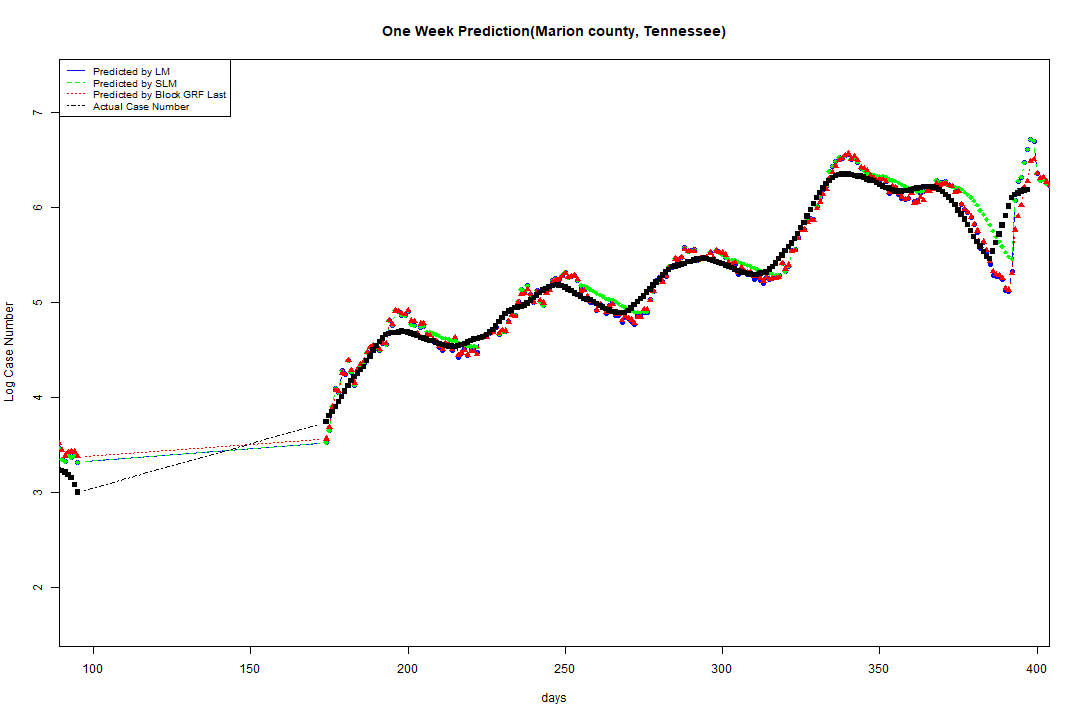 One Week Prediction(Marion county, Tennessee)
Predicted by LM
Predicted by SLM
Predicted by Block GRF Last
Actual Case Number
7
6
5
4
3
2
Log Case Number
100 150 200 250 300 350 400
days